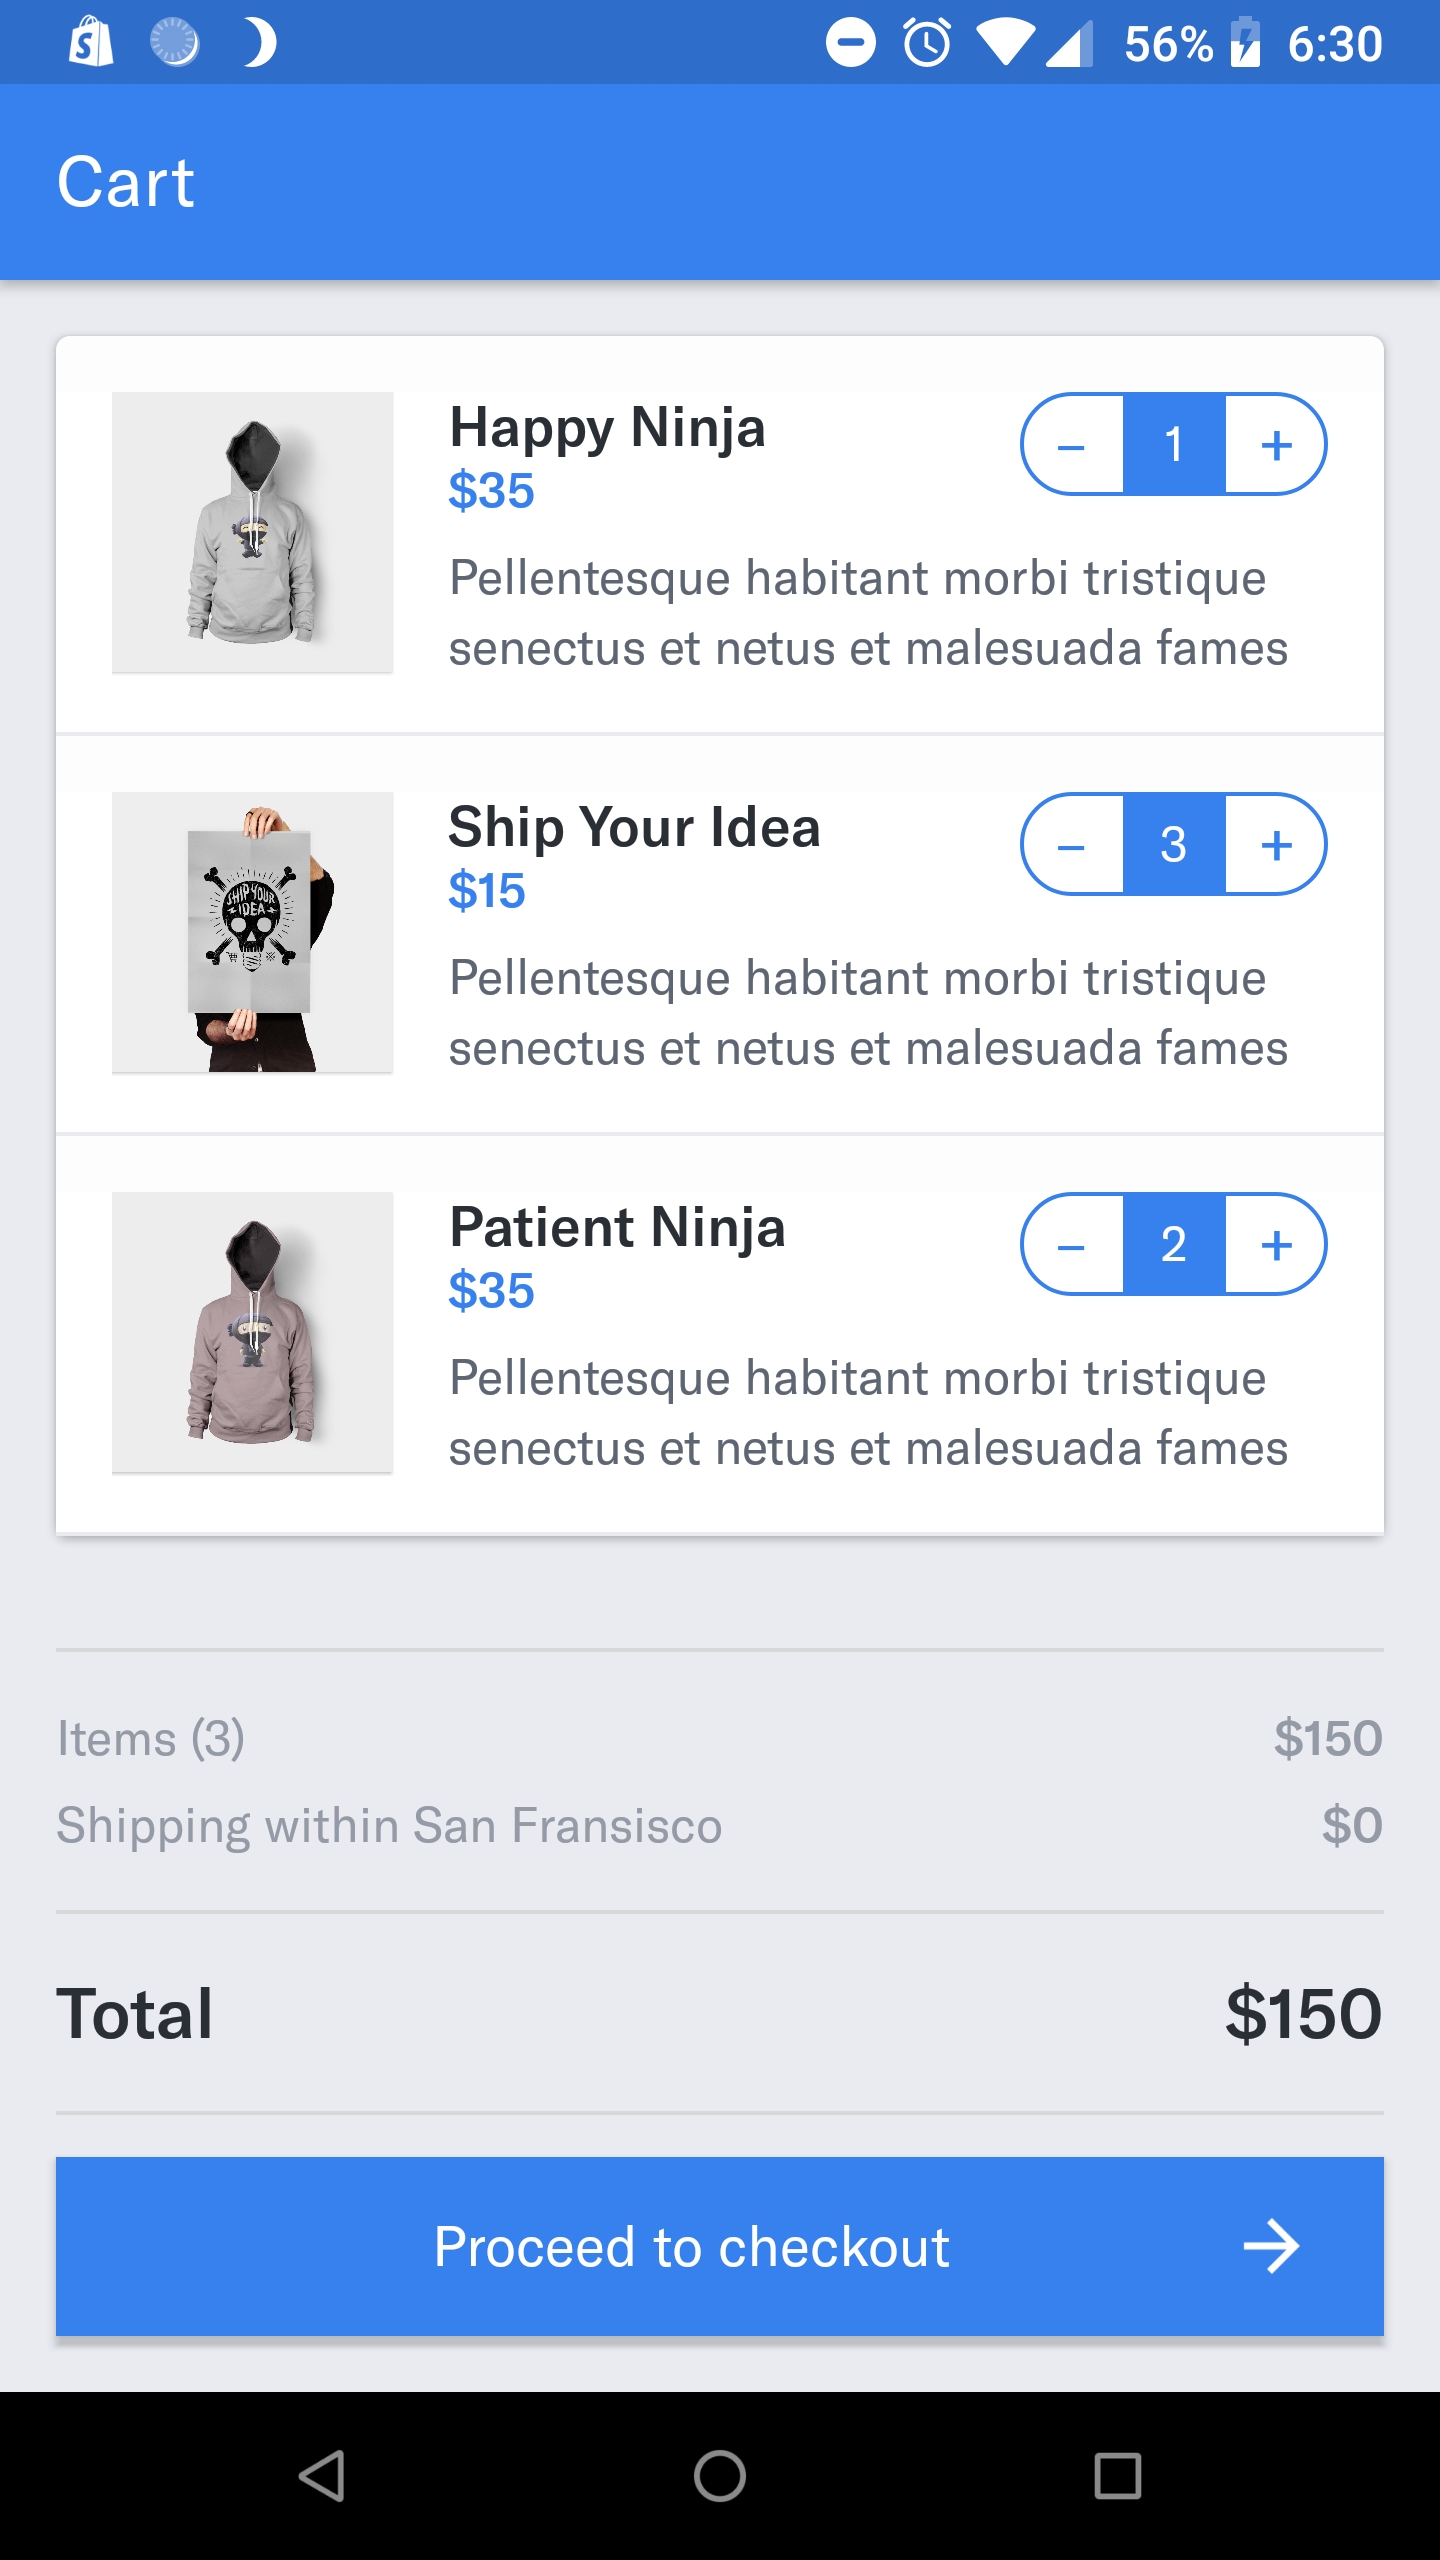 56% 6:30
Cart
Happy Ninja
$35
– 1 +
Pellentesque habitant morbi tristique
senectus et netus et malesuada fames
SHIP YOUR
IDEA
Ship Your Idea
$15
– 3 +
Pellentesque habitant morbi tristique
senectus et netus et malesuada fames
Patient Ninja
$35
– 2 +
Pellentesque habitant morbi tristique
senectus et netus et malesuada fames
Items (3) $150
Shipping within San Fransisco $0
Total $150
Proceed to checkout